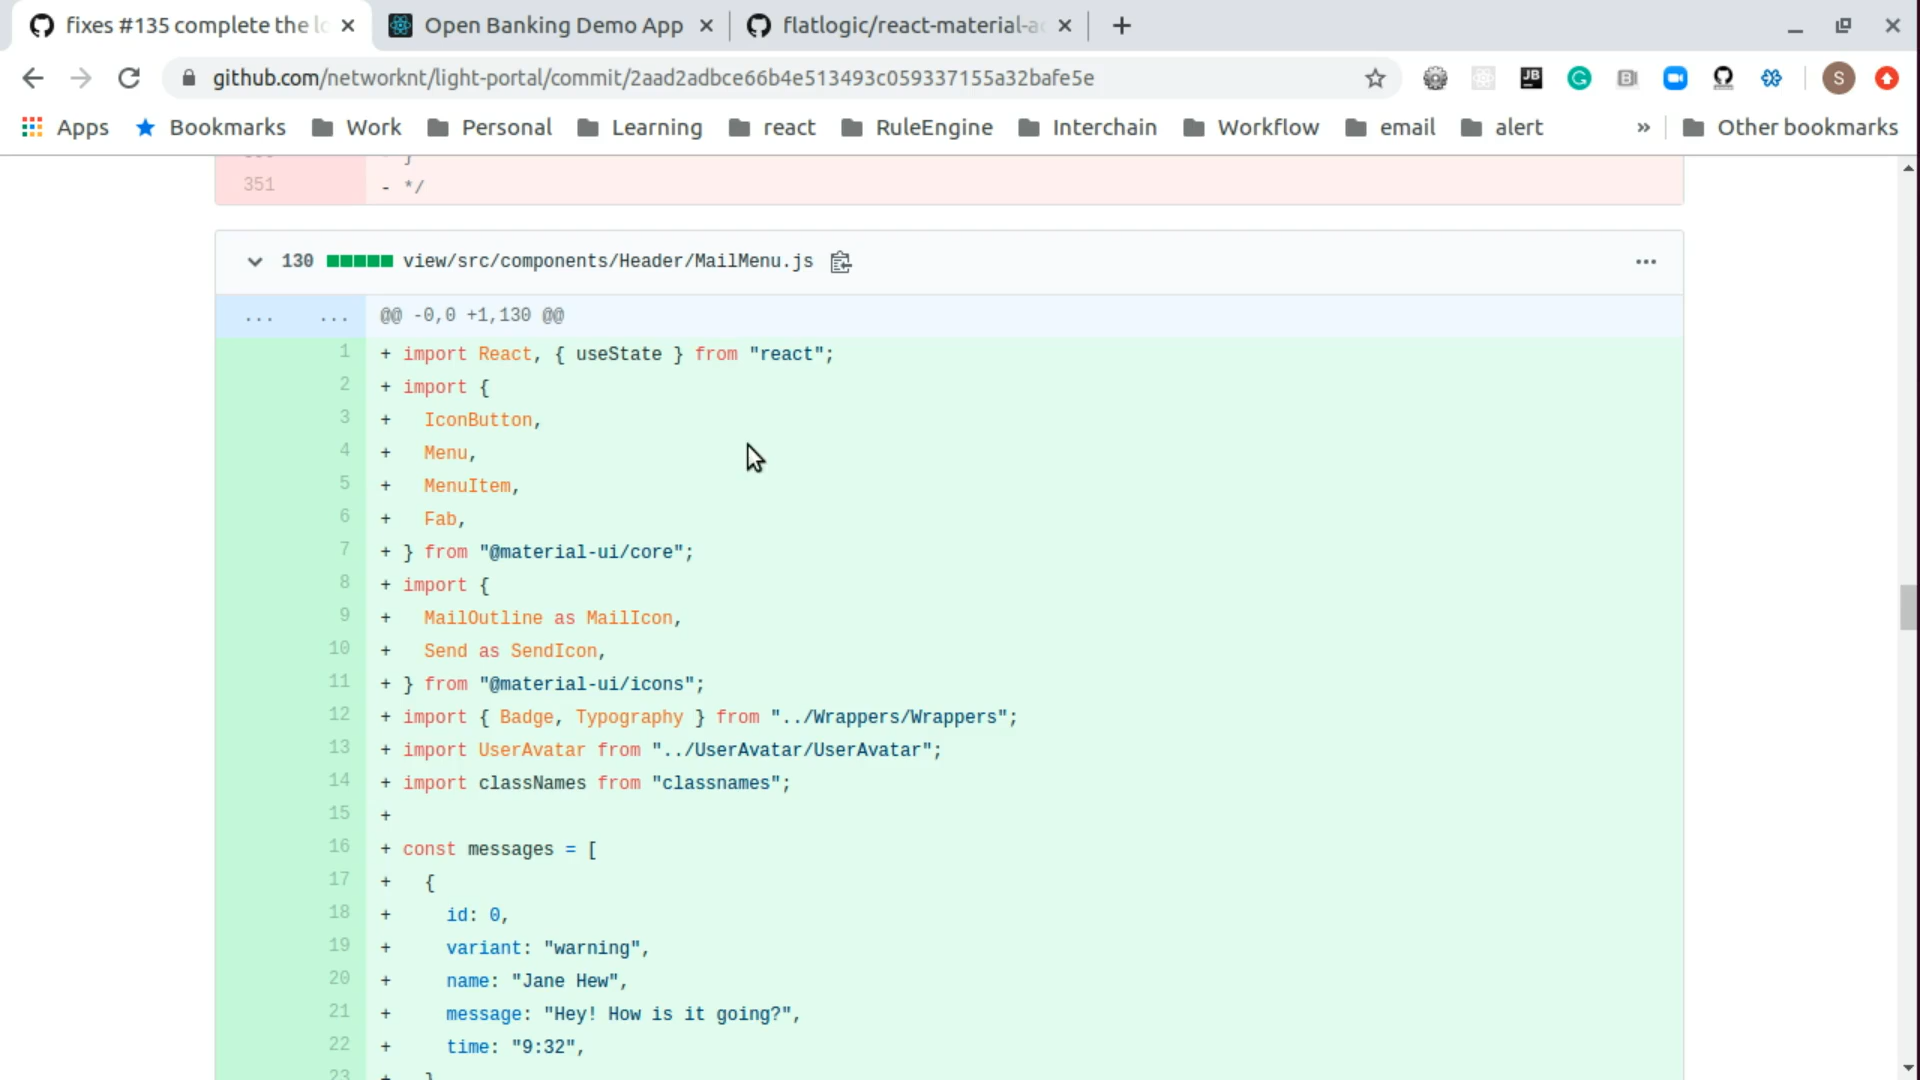 fixes #135 complete the lo
Open Banking Demo App
flatlogic/react-material-a
github.com/networknt/light-portal/commit/2aad2adbce66b4e513493c059337155a32bafe5e
JB
G
B
S
Apps
Bookmarks
Work
Personal
Learning
react
RuleEngine
Interchain
Workflow
email
alert
»
Other bookmarks
351 - */
130 view/src/components/Header/MailMenu.js
... ... @@ -0,0 +1,130 @@
1 + import React, { useState } from "react";
2 + import {
3 + IconButton,
4 + Menu,
5 + MenuItem,
6 + Fab,
7 + } from "@material-ui/core";
8 + import {
9 + MailOutline as MailIcon,
10 + Send as SendIcon,
11 + } from "@material-ui/icons";
12 + import { Badge, Typography } from "../Wrappers/Wrappers";
13 + import UserAvatar from "../UserAvatar/UserAvatar";
14 + import classNames from "classnames";
15 +
16 + const messages = [
17 + {
18 + id: 0,
19 + variant: "warning",
20 + name: "Jane Hew",
21 + message: "Hey! How is it going?",
22 + time: "9:32",
23 +